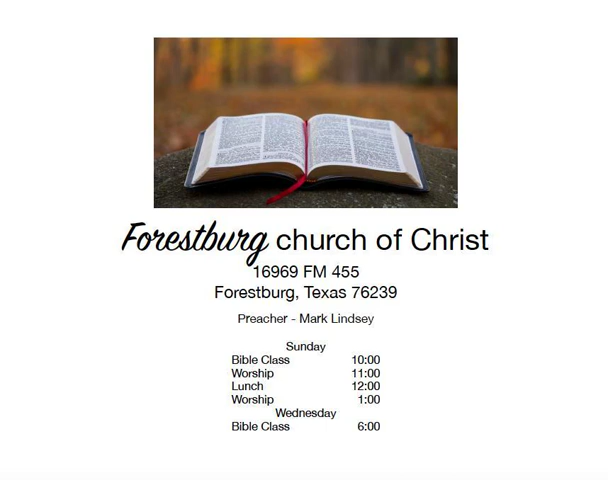 Forestburg church of Christ
16969 FM 455
Forestburg, Texas 76239
Preacher - Mark Lindsey
Sunday
Bible Class 10:00
Worship 11:00
Lunch 12:00
Worship 1:00
Wednesday
Bible Class 6:00